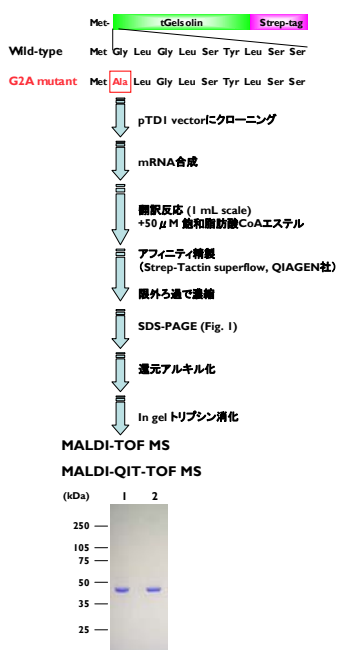 Met- tGelsolin Strep-tag
Wild-type Met Gly Leu Gly Leu Ser Tyr Leu Ser Ser
G2A mutant Met Ala Leu Gly Leu Ser Tyr Leu Ser Ser
pTD1 vectorにクローニング
mRNA合成
翻訳反応 (1 mL scale)
+50 μM 飽和脂肪酸CoAエステル
アフィニティ精製
(Strep-Tactin superflow, QIAGEN社)
限外ろ過で濃縮
SDS-PAGE (Fig. 1)
還元アルキル化
In gel トリプシン消化
MALDI-TOF MS
MALDI-QIT-TOF MS
(kDa) 1 2
250
105
75
50
35
25